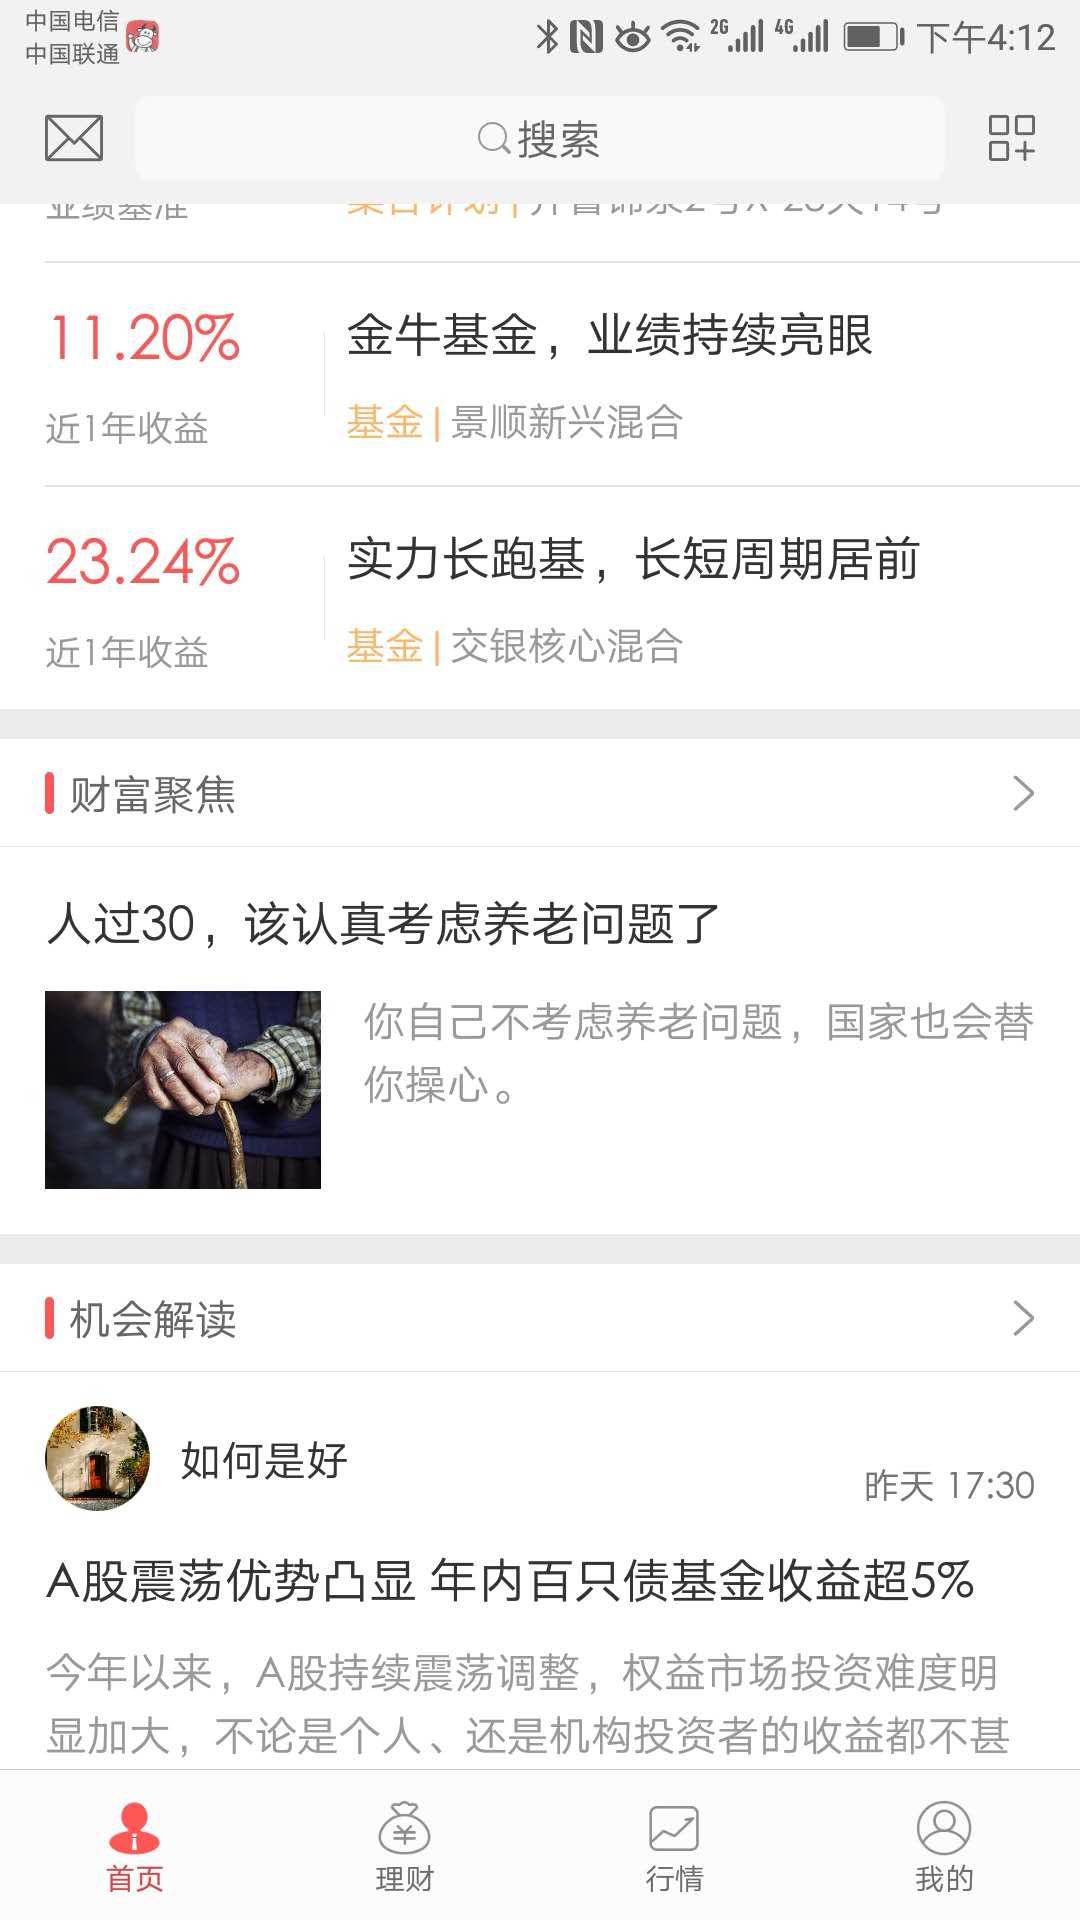 中国电信
中国联通
2G 4G 下午4:12
搜索
业绩基准
11.20% 金牛基金，业绩持续亮眼
近1年收益 基金 | 景顺新兴混合
23.24% 实力长跑基，长短周期居前
近1年收益 基金 | 交银核心混合
财富聚焦
人过30，该认真考虑养老问题了
你自己不考虑养老问题，国家也会替
你操心。
机会解读
如何是好
昨天 17:30
A股震荡优势凸显 年内百只债基金收益超5%
今年以来，A股持续震荡调整，权益市场投资难度明
显加大，不论是个人、还是机构投资者的收益都不甚
首页 理财 行情 我的